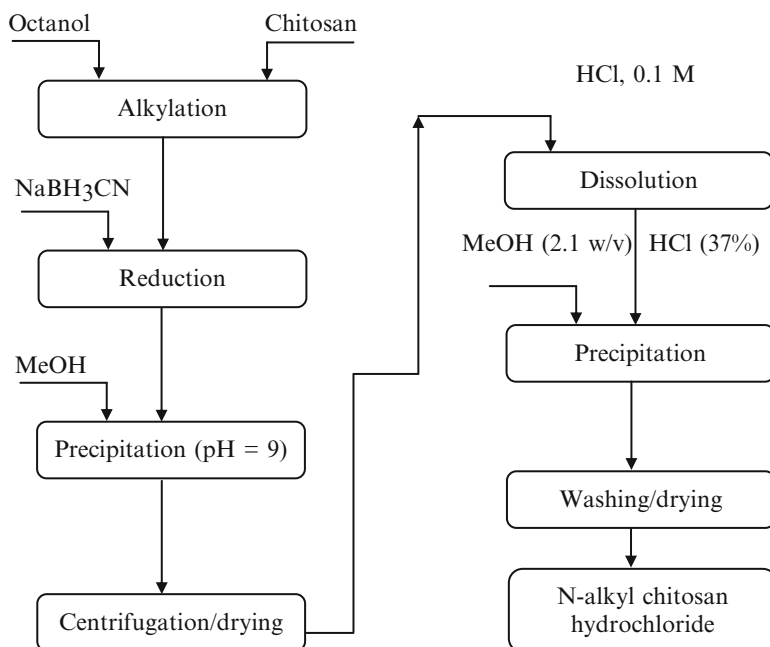 Octanol
Chitosan
Alkylation
NaBH3CN
Reduction
MeOH
Precipitation (pH = 9)
Centrifugation/drying
HCl, 0.1 M
Dissolution
MeOH (2.1 w/v)
HCl (37%)
Precipitation
Washing/drying
N-alkyl chitosan
hydrochloride